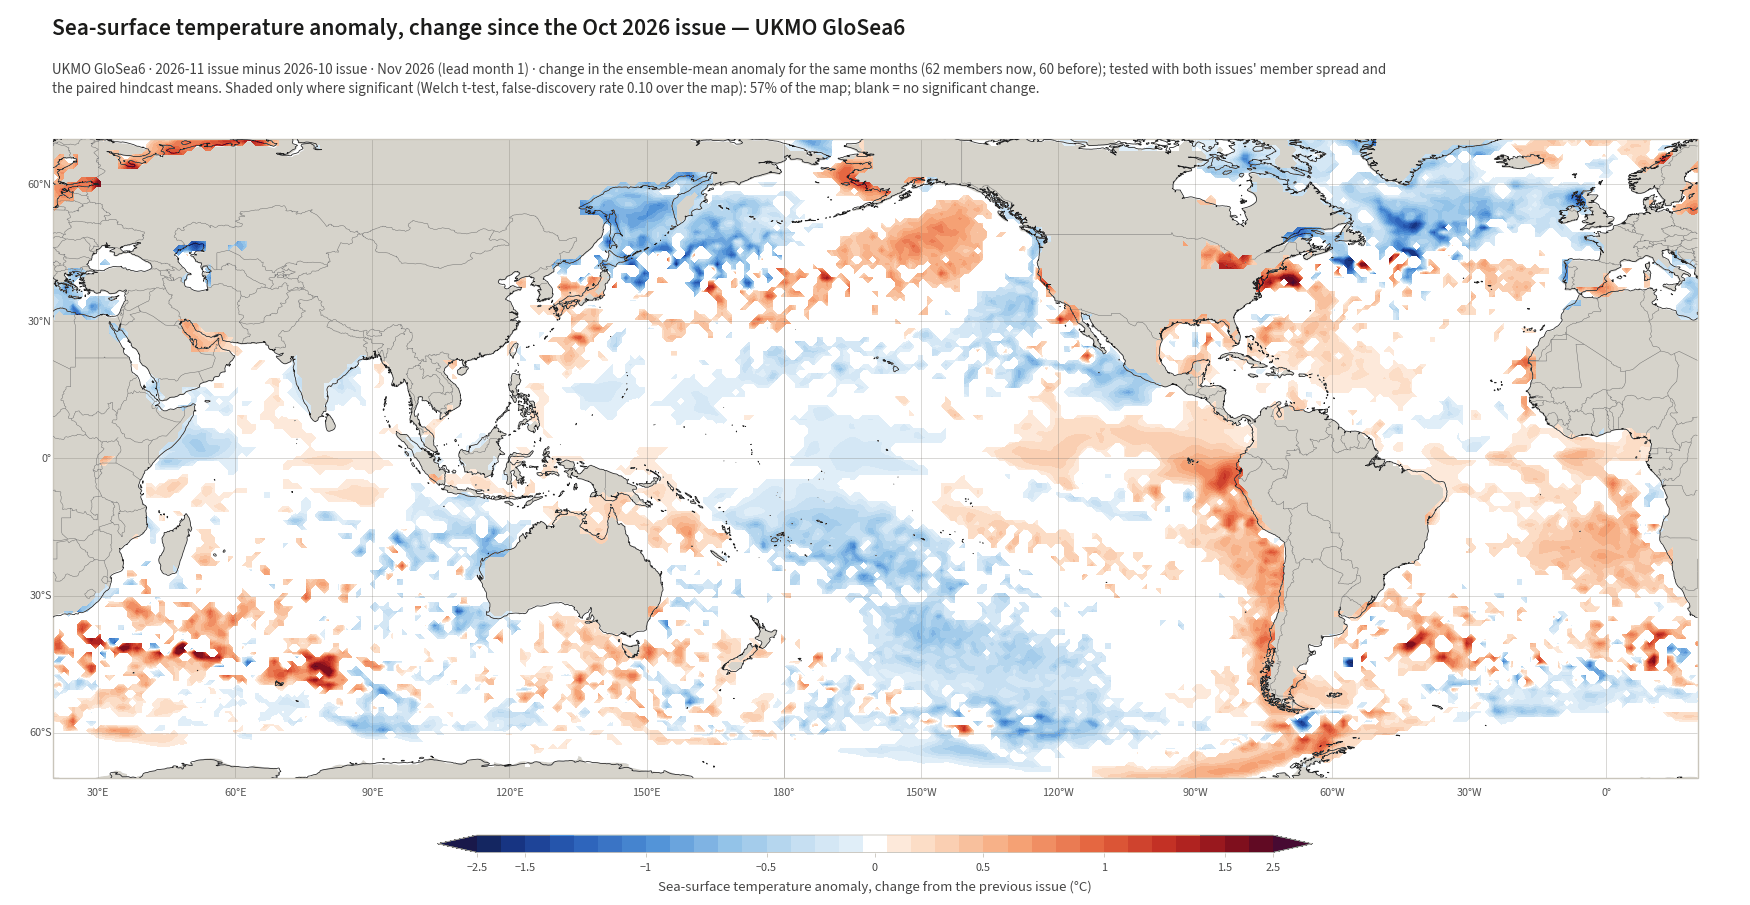 Sea-surface temperature anomaly, change since the Oct 2026 issue — UKMO GloSea6
UKMO GloSea6 · 2026-11 issue minus 2026-10 issue · Nov 2026 (lead month 1) · change in the ensemble-mean anomaly for the same months (62 members now, 60 before); tested with both issues' member spread and
the paired hindcast means. Shaded only where significant (Welch t-test, false-discovery rate 0.10 over the map): 57% of the map; blank = no significant change.
60°N
30°N
0°
30°S
60°S
30°E 60°E 90°E 120°E 150°E 180° 150°W 120°W 90°W 60°W 30°W 0°
−2.5 −1.5 −1 −0.5 0 0.5 1 1.5 2.5
Sea-surface temperature anomaly, change from the previous issue (°C)